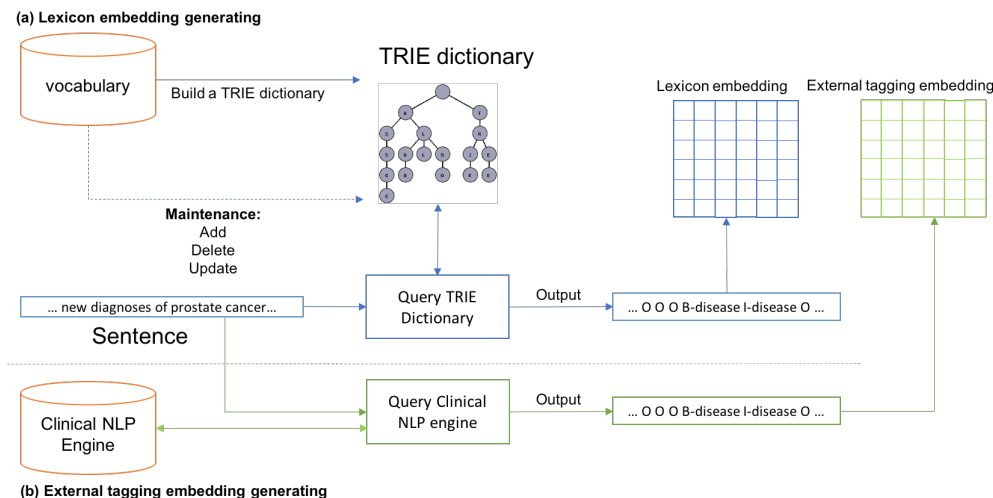 (a) Lexicon embedding generating
TRIE dictionary
vocabulary
Build a TRIE dictionary
Lexicon embedding
External tagging embedding
Maintenance:
Add
Delete
Update
... new diagnoses of prostate cancer...
Sentence
Query TRIE
Dictionary
Output
... O O O B-disease I-disease O ...
Clinical NLP
Engine
Query Clinical
NLP engine
Output
... O O O B-disease I-disease O ...
(b) External tagging embedding generating